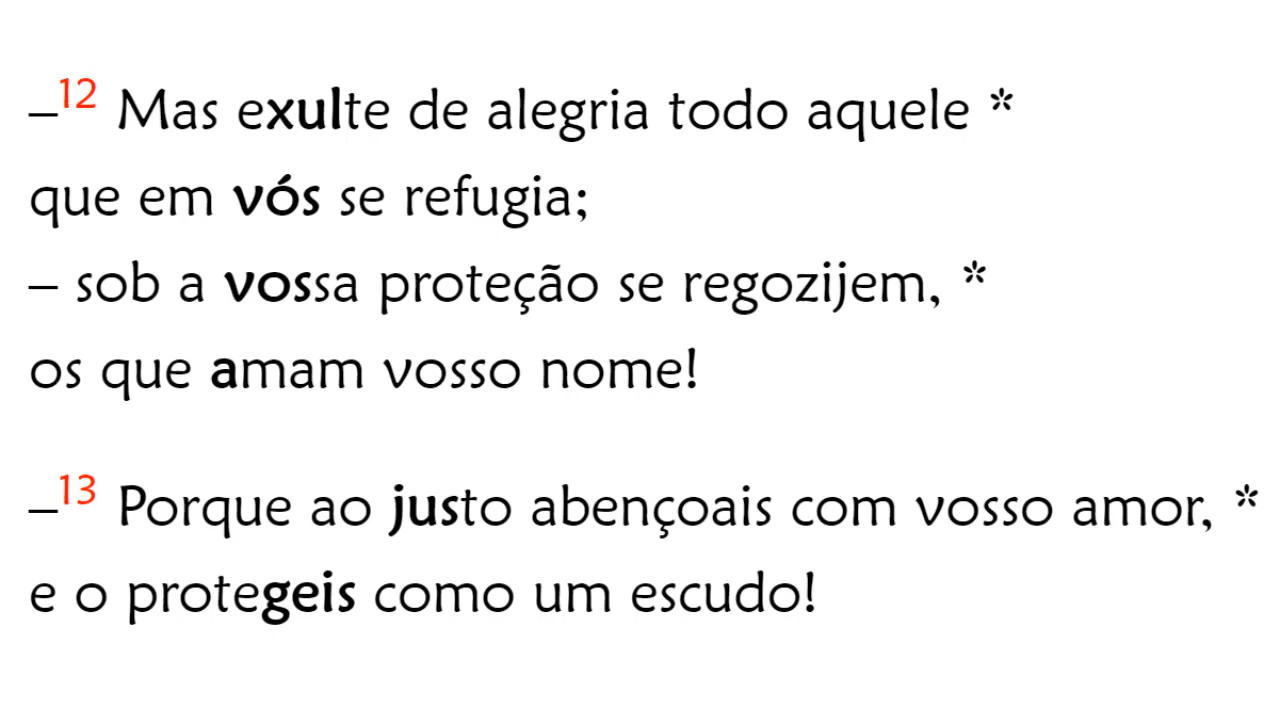 –12 Mas exulte de alegria todo aquele *
que em vós se refugia;
– sob a vossa proteção se regozijem, *
os que amam vosso nome!
–13 Porque ao justo abençoais com vosso amor, *
e o protegeis como um escudo!